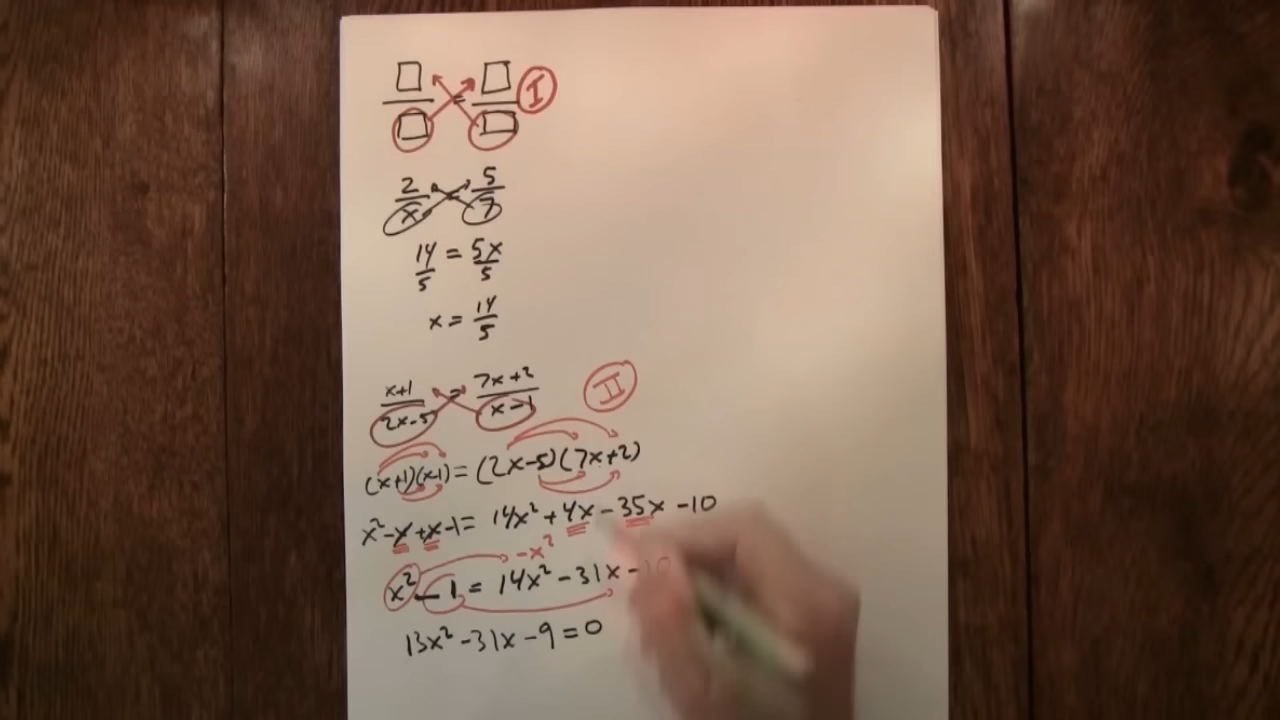 □/□ = □/□ I
2/x = 5/7
14/5 = 5x/5
x = 14/5
x+1/2x-5 = 7x+2/x-1 II
(x+1)(x-1) = (2x-5)(7x+2)
x²-x+x-1 = 14x²+4x-35x-10
-x²
x²-1 = 14x²-31x-10
13x²-31x-9=0